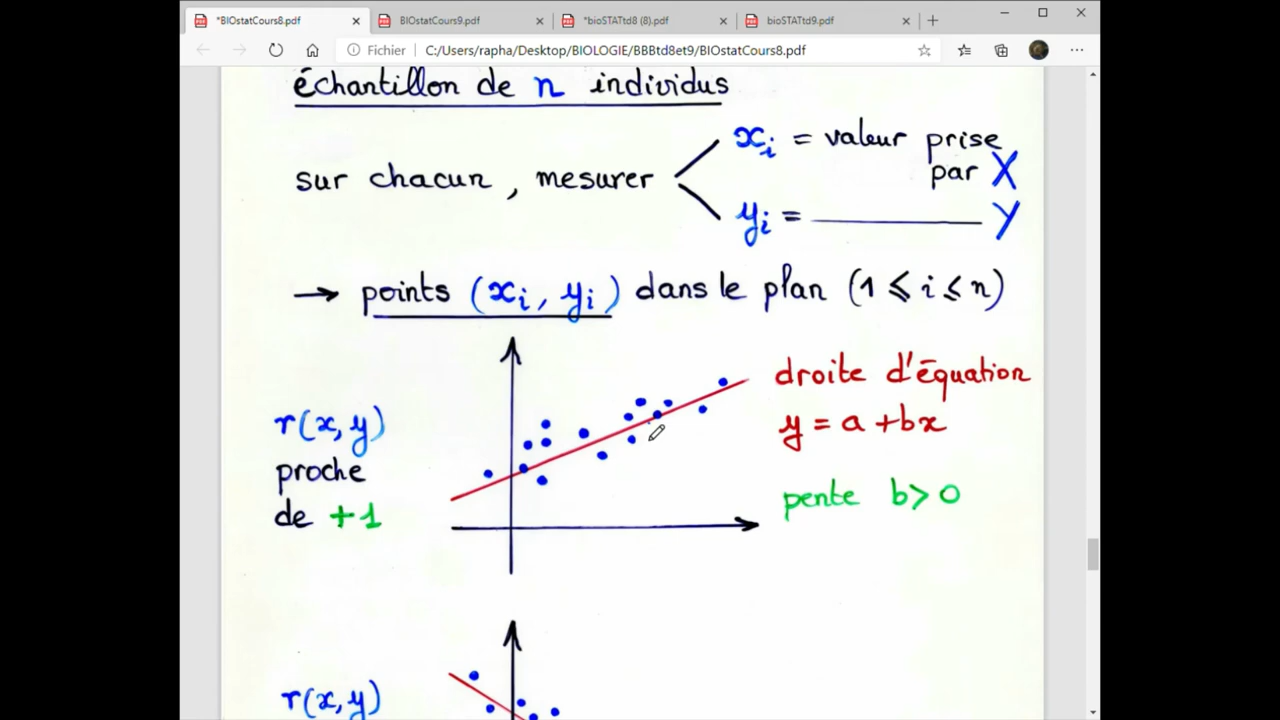 *BIOstatCours8.pdf
BIOstatCours9.pdf
*bioSTATtd8 (8).pdf
bioSTATtd9.pdf
Fichier
C:/Users/rapha/Desktop/BIOLOGIE/BBBtd8et9/BIOstatCours8.pdf
échantillon de n individus
sur chacun, mesurer
xi = valeur prise
par X
yi = ______ Y
→ points (xi, yi) dans le plan (1 ⩽ i ⩽ n)
r(x, y)
proche
de +1
droite d'équation
y = a + bx
pente b > 0
r(x, y)